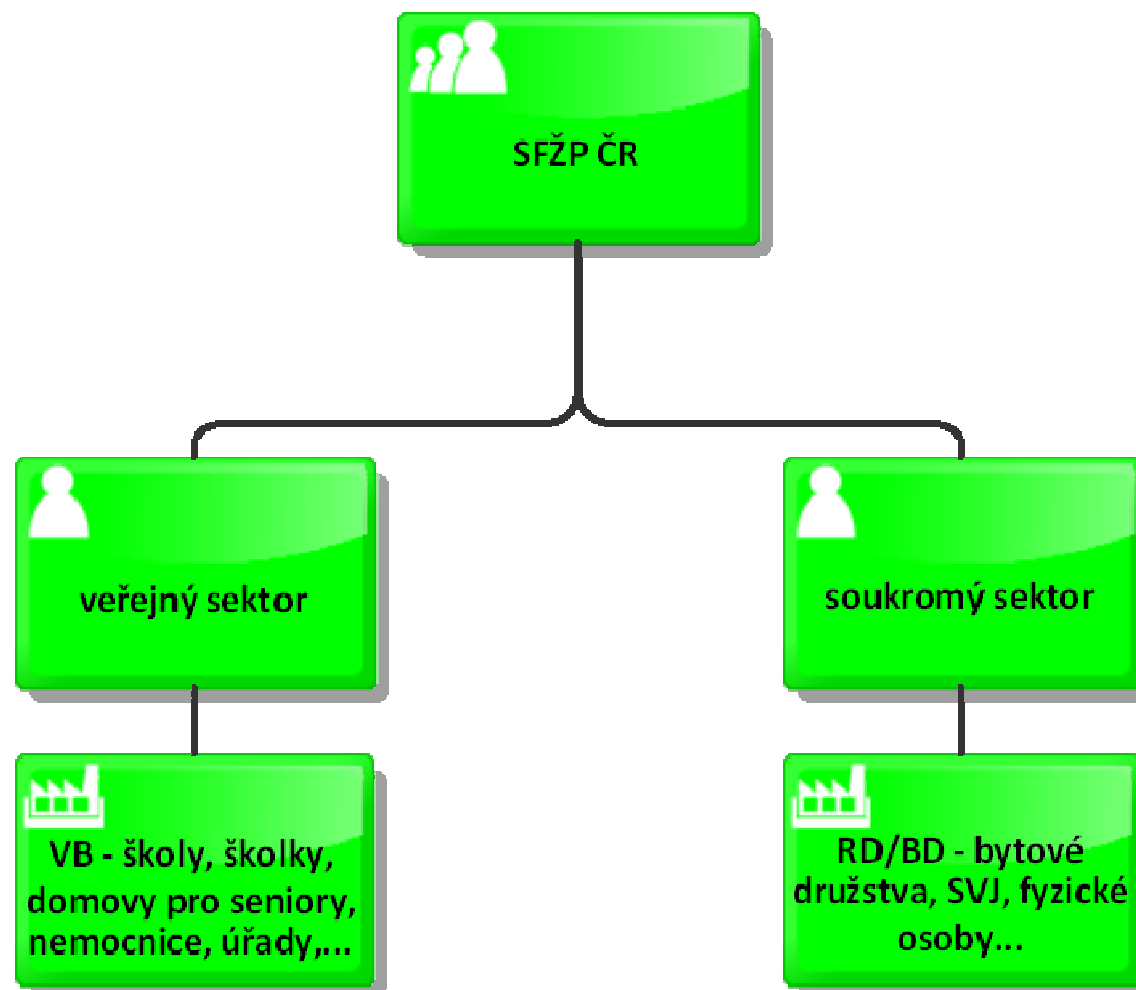 SFŽP ČR
veřejný sektor
soukromý sektor
VB - školy, školky,
domovy pro seniory,
nemocnice, úřady,...
RD/BD - bytové
družstva, SVJ, fyzické
osoby...